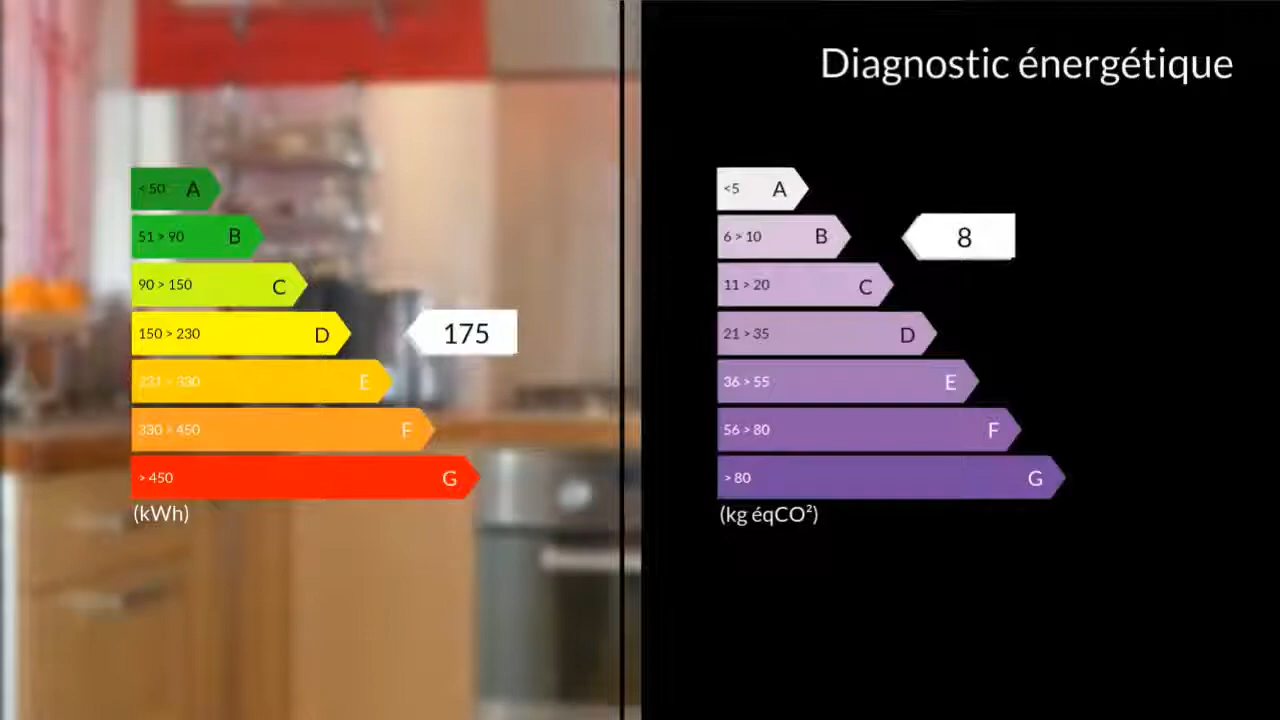 Diagnostic énergétique
< 50 A
51 > 90 B
90 > 150 C
150 > 230 D
175
231 > 330 E
330 > 450 F
> 450 G
(kWh)
<5 A
6 > 10 B
8
11 > 20 C
21 > 35 D
36 > 55 E
56 > 80 F
> 80 G
(kg éqCO²)